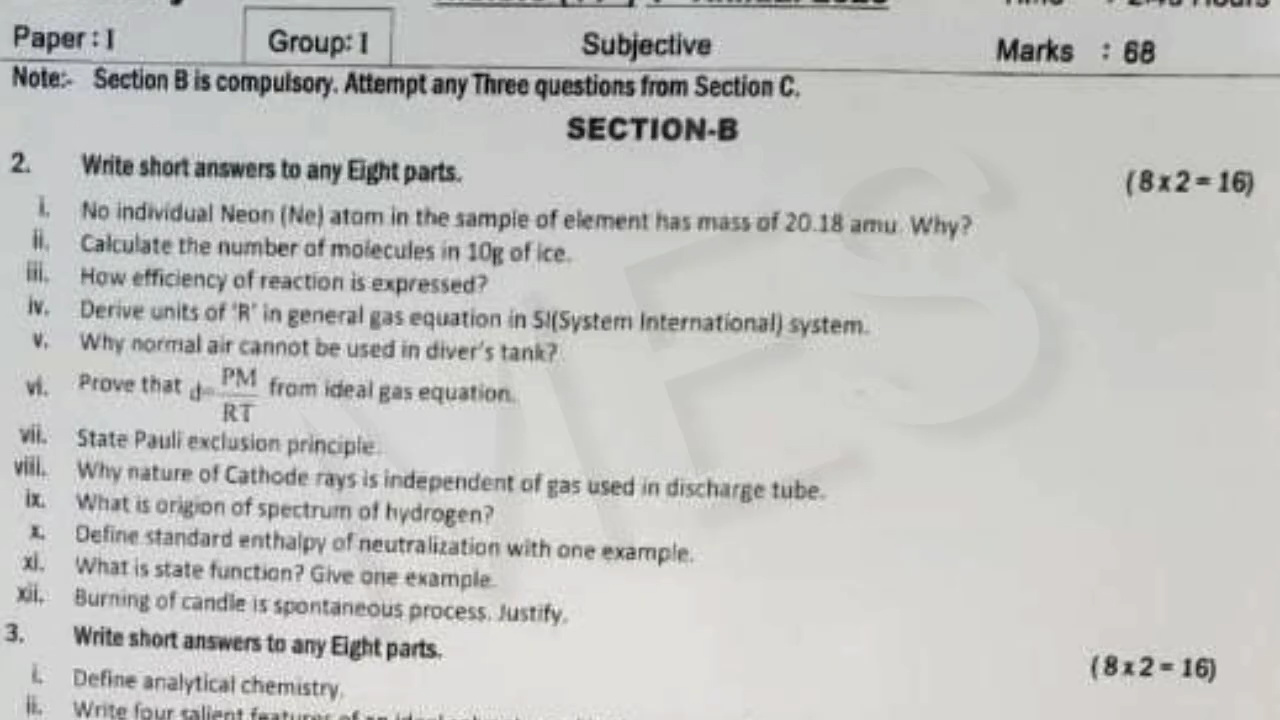 Paper : I Group: I Subjective Marks : 68
Note:- Section B is compulsory. Attempt any Three questions from Section C.
SECTION-B
2. Write short answers to any Eight parts. (8 x 2 = 16)
i. No individual Neon (Ne) atom in the sample of element has mass of 20.18 amu. Why?
ii. Calculate the number of molecules in 10g of ice.
iii. How efficiency of reaction is expressed?
iv. Derive units of 'R' in general gas equation in SI(System International) system.
v. Why normal air cannot be used in diver's tank?
vi. Prove that d= PM/RT from ideal gas equation.
vii. State Pauli exclusion principle.
viii. Why nature of Cathode rays is independent of gas used in discharge tube.
ix. What is origion of spectrum of hydrogen?
x. Define standard enthalpy of neutralization with one example.
xi. What is state function? Give one example.
xii. Burning of candle is spontaneous process. Justify.
3. Write short answers to any Eight parts. (8 x 2 = 16)
i. Define analytical chemistry.
ii. Write four salient features of an ideal